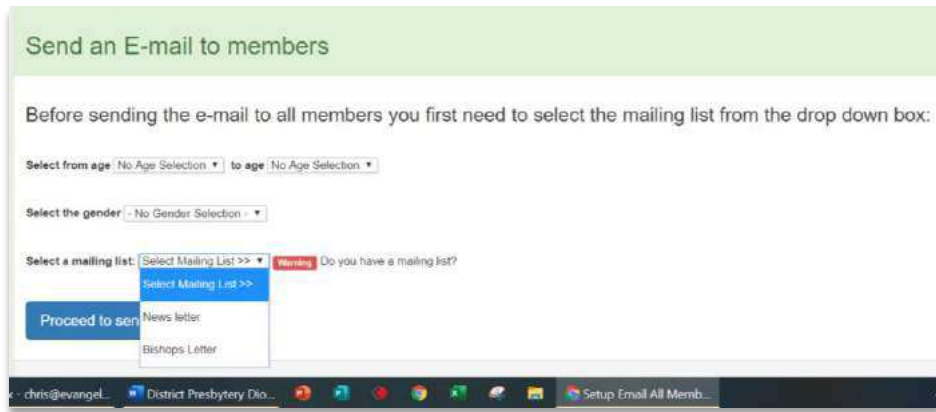 Send an E-mail to members
Before sending the e-mail to all members you first need to select the mailing list from the drop down box:
Select from age No Age Selection to age No Age Selection
Select the gender - No Gender Selection -
Select a mailing list: Select Mailing List >> Warning Do you have a mailing list?
Select Mailing List >>
News letter
Proceed to sen
Bishops Letter
- chris@evangel... District Presbytery Dio... Setup Email All Memb...